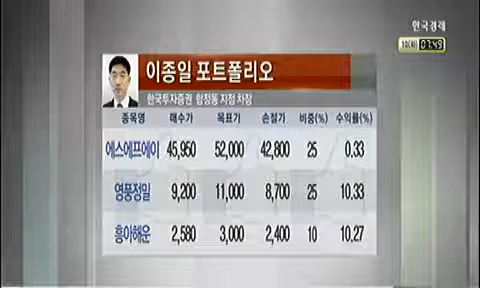 한국경제
10(화) 07:49
이종일 포트폴리오
한국투자증권 합정동 지점 차장
종목명 매수가 목표가 손절가 비중(%) 수익률(%)
에스에프에이 45,950 52,000 42,800 25 0.33
영풍정밀 9,200 11,000 8,700 25 10,33
흥아해운 2,580 3,000 2,400 10 10,27